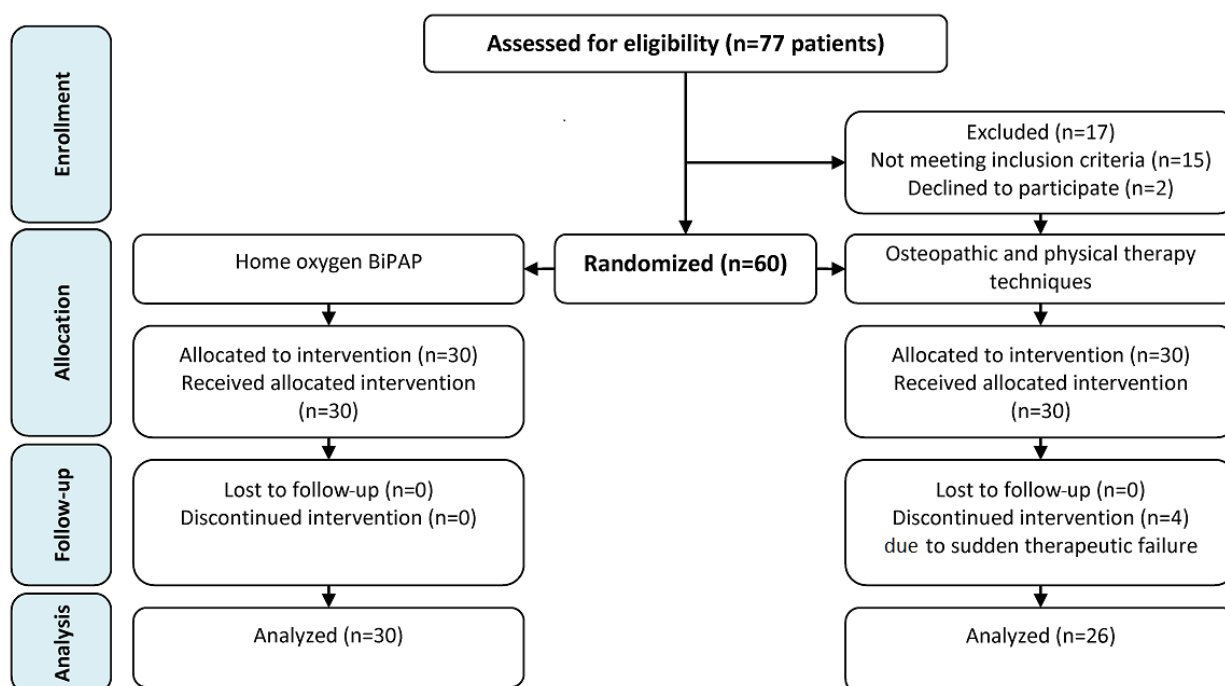 Enrollment
Assessed for eligibility (n=77 patients)
Excluded (n=17)
Not meeting inclusion criteria (n=15)
Declined to participate (n=2)
Allocation
Home oxygen BiPAP
Randomized (n=60)
Osteopathic and physical therapy
techniques
Allocated to intervention (n=30)
Received allocated intervention
(n=30)
Allocated to intervention (n=30)
Received allocated intervention
(n=30)
Follow-up
Lost to follow-up (n=0)
Discontinued intervention (n=0)
Lost to follow-up (n=0)
Discontinued intervention (n=4)
due to sudden therapeutic failure
Analysis
Analyzed (n=30)
Analyzed (n=26)